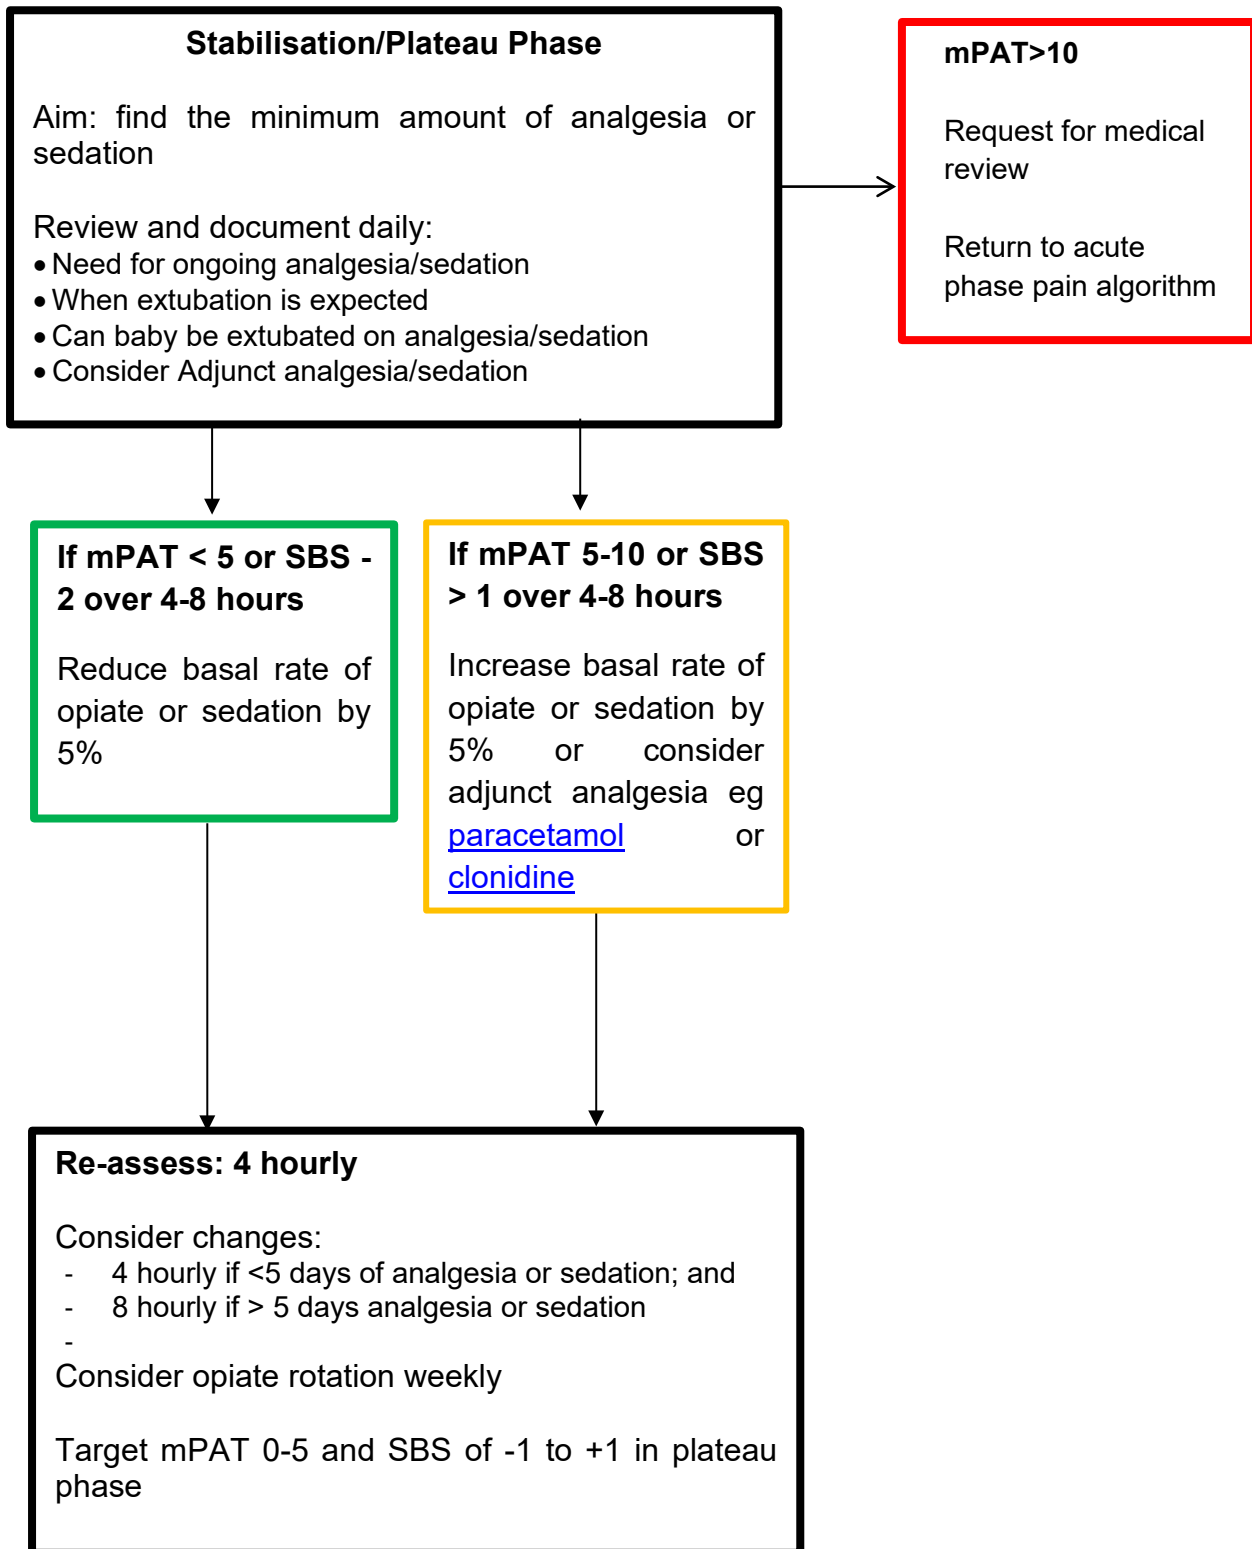 Stabilisation/Plateau Phase
Aim: find the minimum amount of analgesia or
sedation
Review and document daily:
• Need for ongoing analgesia/sedation
• When extubation is expected
• Can baby be extubated on analgesia/sedation
• Consider Adjunct analgesia/sedation
mPAT>10
Request for medical
review
Return to acute
phase pain algorithm
If mPAT < 5 or SBS -
2 over 4-8 hours
Reduce basal rate of
opiate or sedation by
5%
If mPAT 5-10 or SBS
> 1 over 4-8 hours
Increase basal rate of
opiate or sedation by
5% or consider
adjunct analgesia eg
paracetamol or
clonidine
Re-assess: 4 hourly
Consider changes:
- 4 hourly if <5 days of analgesia or sedation; and
- 8 hourly if > 5 days analgesia or sedation
-
Consider opiate rotation weekly
Target mPAT 0-5 and SBS of -1 to +1 in plateau
phase